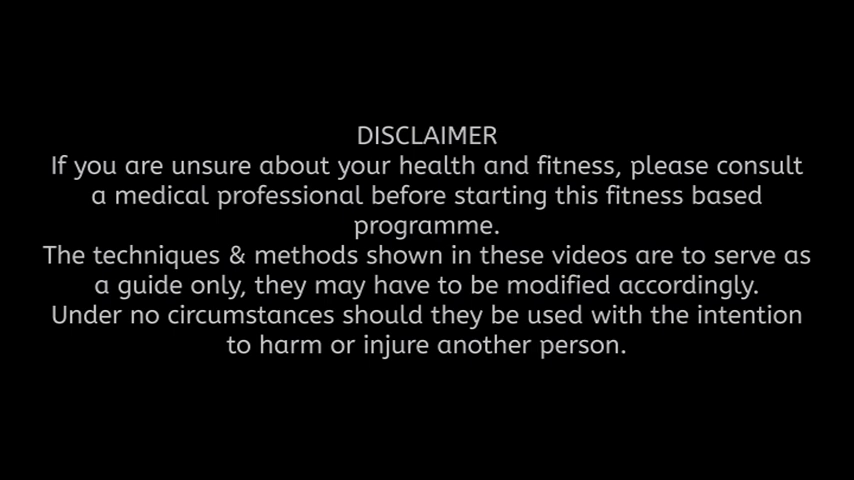 DISCLAIMER
If you are unsure about your health and fitness, please consult
a medical professional before starting this fitness based
programme.
The techniques & methods shown in these videos are to serve as
a guide only, they may have to be modified accordingly.
Under no circumstances should they be used with the intention
to harm or injure another person.